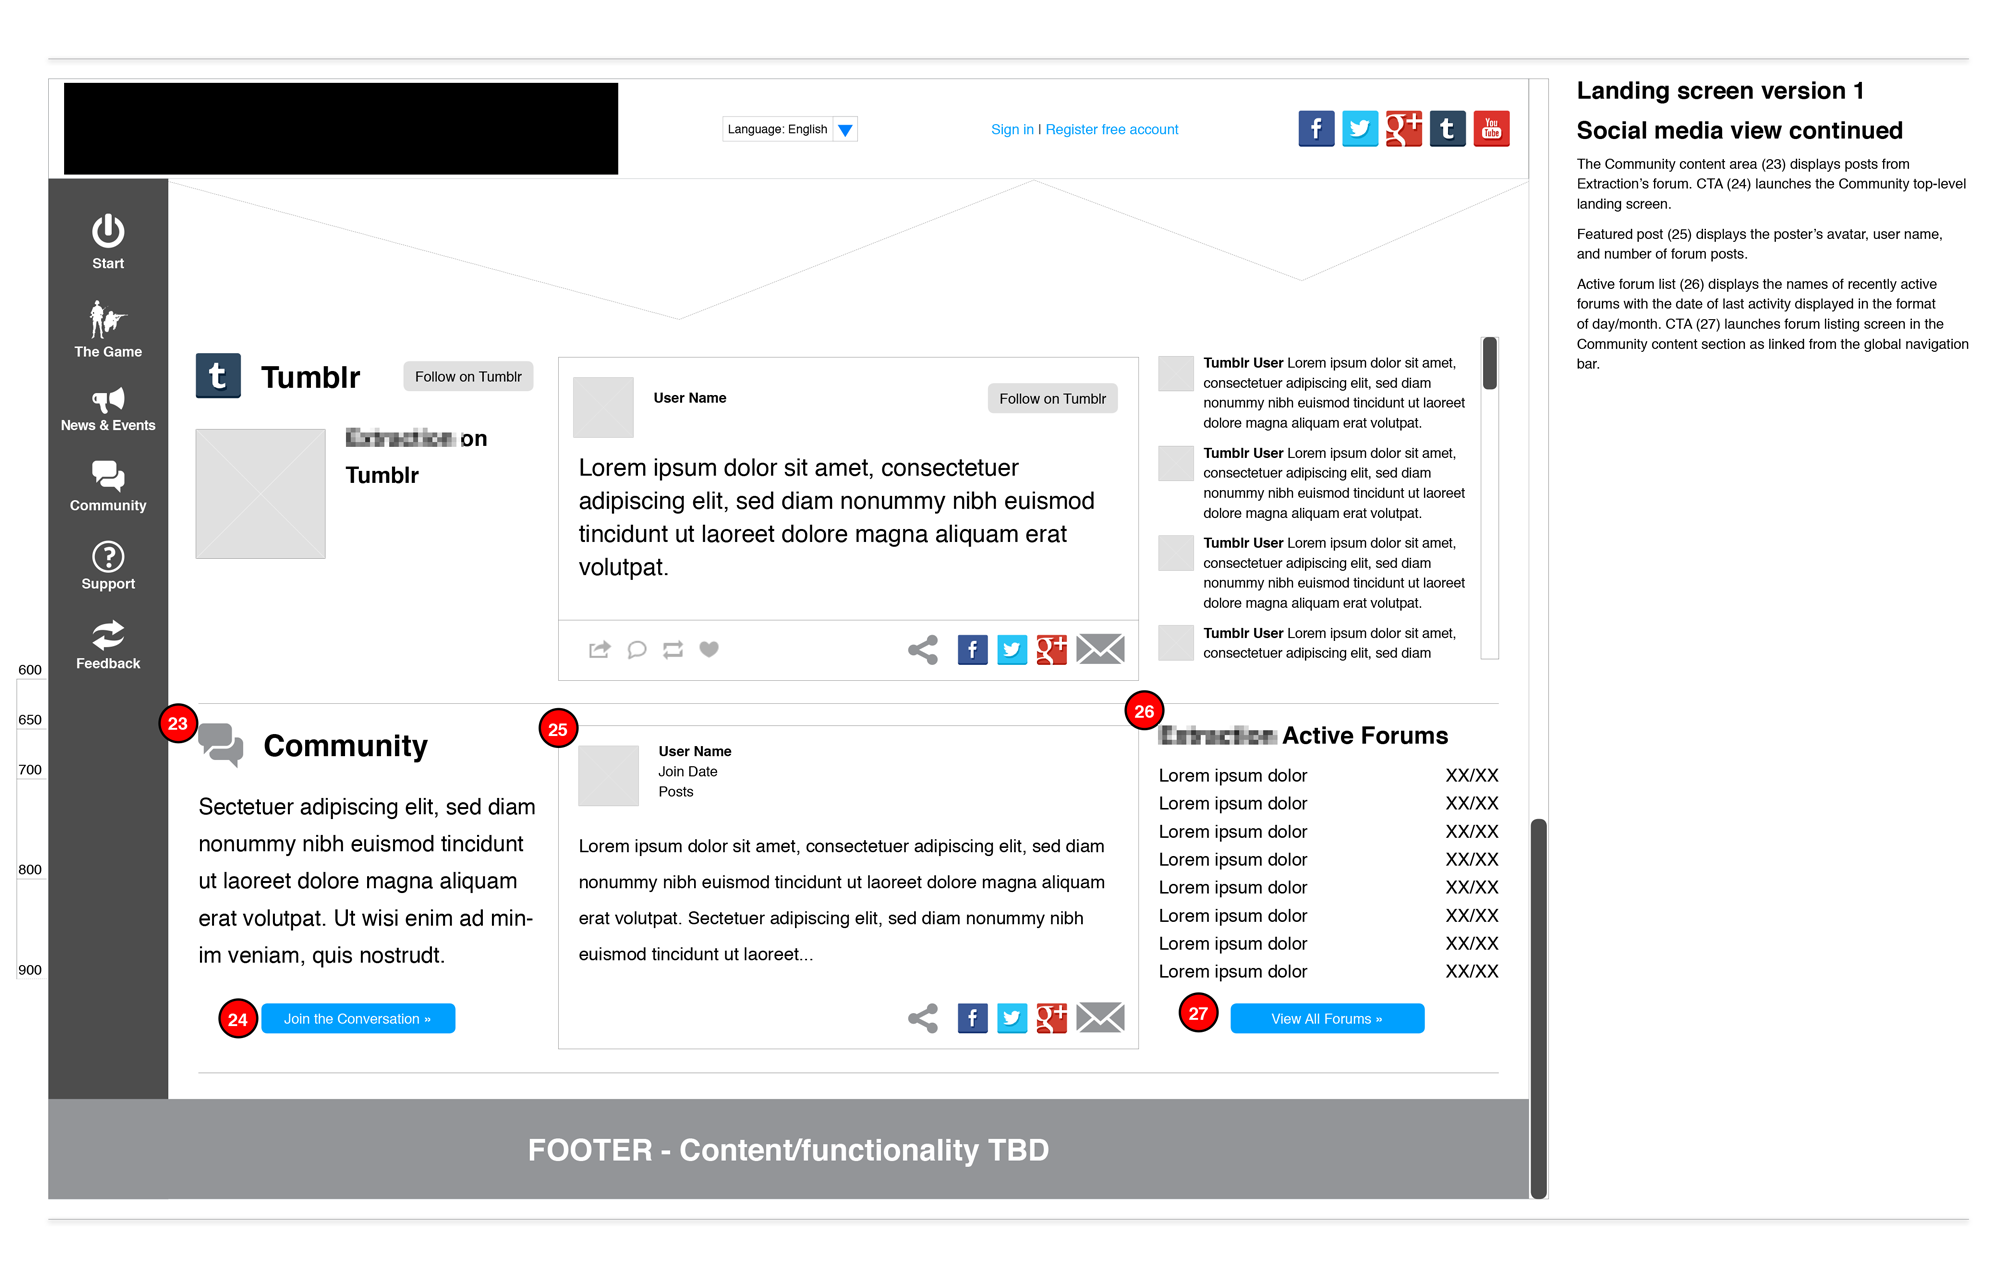 Language: English
Sign in | Register free account
f
g+
t
You
Tube
Landing screen version 1
Social media view continued
The Community content area (23) displays posts from
Extraction’s forum. CTA (24) launches the Community top-level
landing screen.
Featured post (25) displays the poster’s avatar, user name,
and number of forum posts.
Active forum list (26) displays the names of recently active
forums with the date of last activity displayed in the format
of day/month. CTA (27) launches forum listing screen in the
Community content section as linked from the global navigation
bar.
Start
The Game
News & Events
Community
?
Support
Feedback
600
650
700
800
900
t
Tumblr
Follow on Tumblr
Extraction on
Tumblr
User Name
Follow on Tumblr
Lorem ipsum dolor sit amet, consectetuer
adipiscing elit, sed diam nonummy nibh euismod
tincidunt ut laoreet dolore magna aliquam erat
volutpat.
f
g+
Tumblr User Lorem ipsum dolor sit amet,
consectetuer adipiscing elit, sed diam
nonummy nibh euismod tincidunt ut laoreet
dolore magna aliquam erat volutpat.
Tumblr User Lorem ipsum dolor sit amet,
consectetuer adipiscing elit, sed diam
nonummy nibh euismod tincidunt ut laoreet
dolore magna aliquam erat volutpat.
Tumblr User Lorem ipsum dolor sit amet,
consectetuer adipiscing elit, sed diam
nonummy nibh euismod tincidunt ut laoreet
dolore magna aliquam erat volutpat.
Tumblr User Lorem ipsum dolor sit amet,
consectetuer adipiscing elit, sed diam
23
Community
Sectetuer adipiscing elit, sed diam
nonummy nibh euismod tincidunt
ut laoreet dolore magna aliquam
erat volutpat. Ut wisi enim ad min-
im veniam, quis nostrudt.
24
Join the Conversation »
25
User Name
Join Date
Posts
Lorem ipsum dolor sit amet, consectetuer adipiscing elit, sed diam
nonummy nibh euismod tincidunt ut laoreet dolore magna aliquam
erat volutpat. Sectetuer adipiscing elit, sed diam nonummy nibh
euismod tincidunt ut laoreet...
f
g+
26
Extraction Active Forums
Lorem ipsum dolor XX/XX
Lorem ipsum dolor XX/XX
Lorem ipsum dolor XX/XX
Lorem ipsum dolor XX/XX
Lorem ipsum dolor XX/XX
Lorem ipsum dolor XX/XX
Lorem ipsum dolor XX/XX
Lorem ipsum dolor XX/XX
27
View All Forums »
FOOTER - Content/functionality TBD